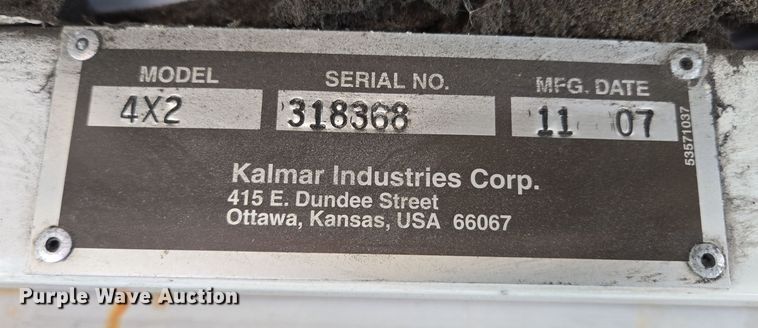 MODEL SERIAL NO. MFG. DATE
4X2 318368 11 07
53571037
Kalmar Industries Corp.
415 E. Dundee Street
Ottawa, Kansas, USA 66067
Purple Wave Auction